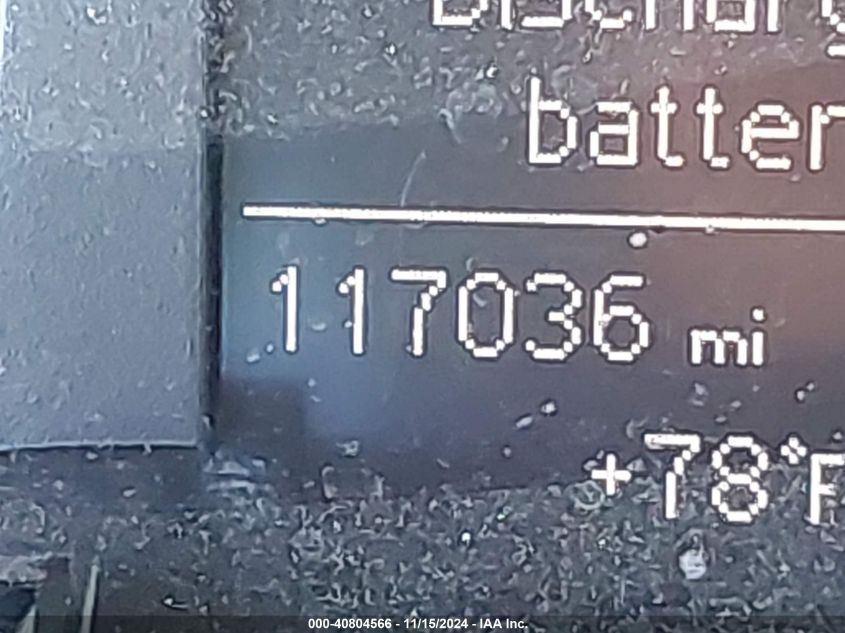 batter
117036 mi
+78°F
000-40804566 - 11/15/2024 - IAA Inc.